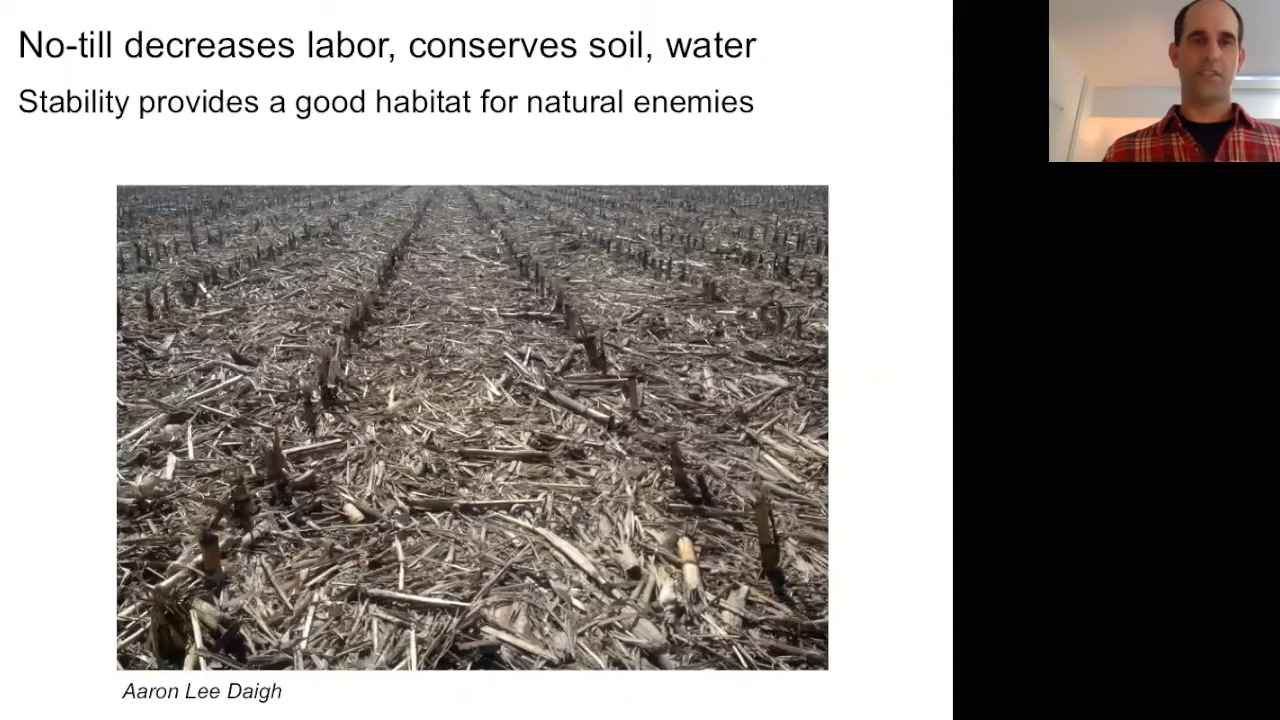 No-till decreases labor, conserves soil, water
Stability provides a good habitat for natural enemies
Aaron Lee Daigh